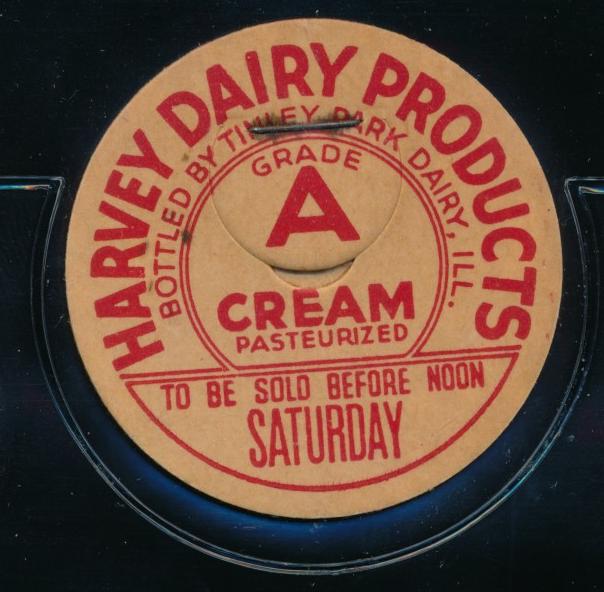 HARVEY DAIRY PRODUCTS
BOTTLED BY TINLEY PARK DAIRY, ILL.
GRADE
A
CREAM
PASTEURIZED
TO BE SOLD BEFORE NOON
SATURDAY